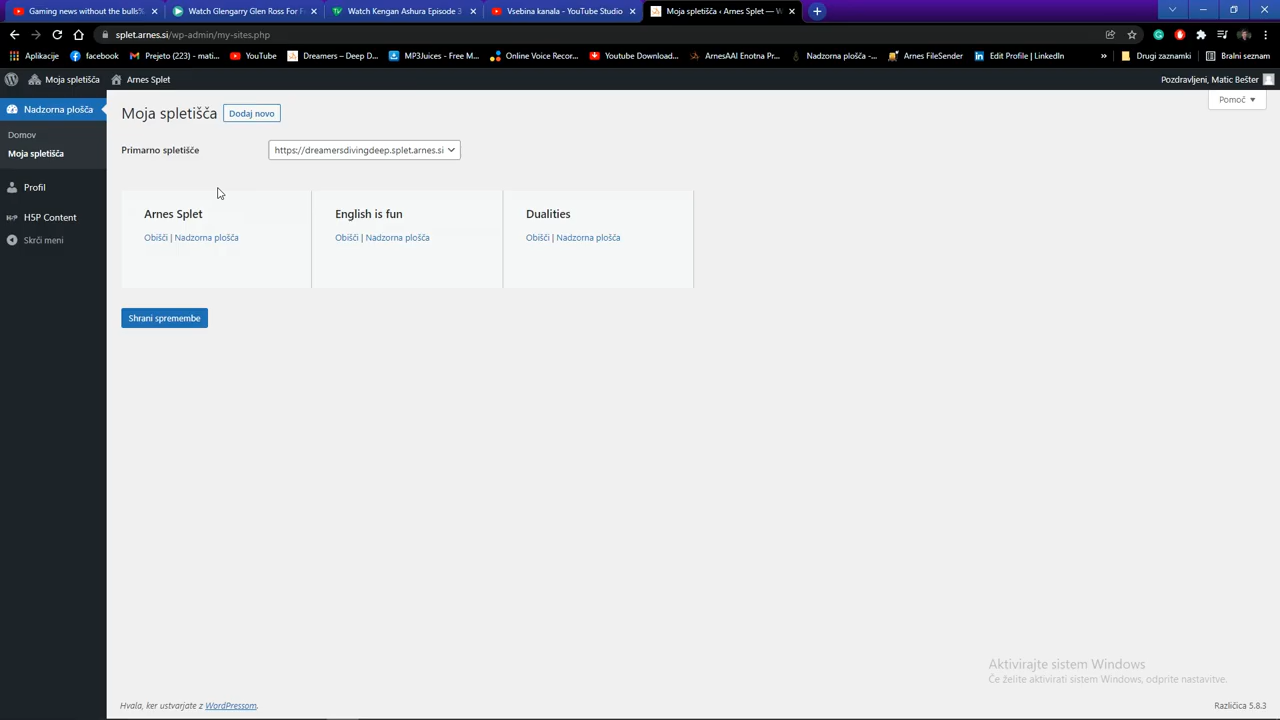 Gaming news without the bulls%
Watch Glengarry Glen Ross For F
Watch Kengan Ashura Episode 3
Vsebina kanala - YouTube Studio
Moja spletišča ‹ Arnes Splet — W
splet.arnes.si/wp-admin/my-sites.php
Aplikacije
facebook
Prejeto (223) - mati...
YouTube
Dreamers – Deep D...
MP3Juices - Free M...
Online Voice Recor...
Youtube Download...
ArnesAAI Enotna Pr...
Nadzorna plošča -...
Arnes FileSender
Edit Profile | LinkedIn
»
Drugi zaznamki
Bralni seznam
Moja spletišča
Arnes Splet
Pozdravljeni, Matic Bešter
Nadzorna plošča
Domov
Moja spletišča
Profil
H5P Content
Skrči meni
Pomoč
Moja spletišča
Dodaj novo
Primarno spletišče
https://dreamersdivingdeep.splet.arnes.si
Arnes Splet
Obišči | Nadzorna plošča
English is fun
Obišči | Nadzorna plošča
Dualities
Obišči | Nadzorna plošča
Shrani spremembe
Aktivirajte sistem Windows
Če želite aktivirati sistem Windows, odprite nastavitve.
Hvala, ker ustvarjate z WordPressom.
Različica 5.8.3